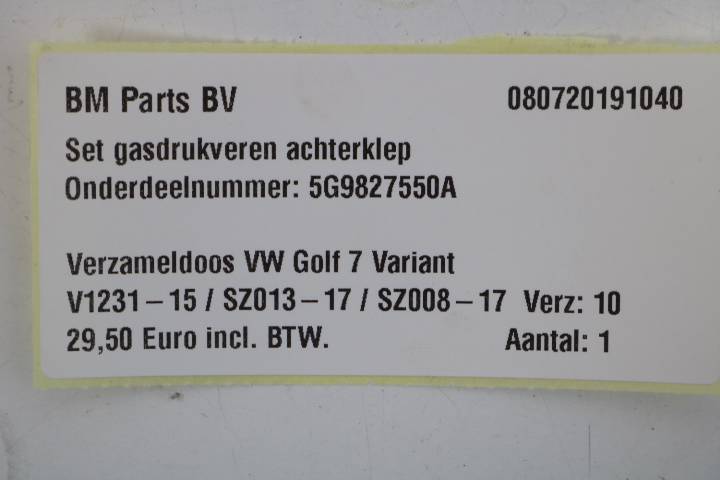 BM Parts BV 080720191040
Set gasdrukveren achterklep
Onderdeelnummer: 5G9827550A
Verzameldoos VW Golf 7 Variant
V1231-15 / SZ013-17 / SZ008-17 Verz: 10
29,50 Euro incl. BTW. Aantal: 1